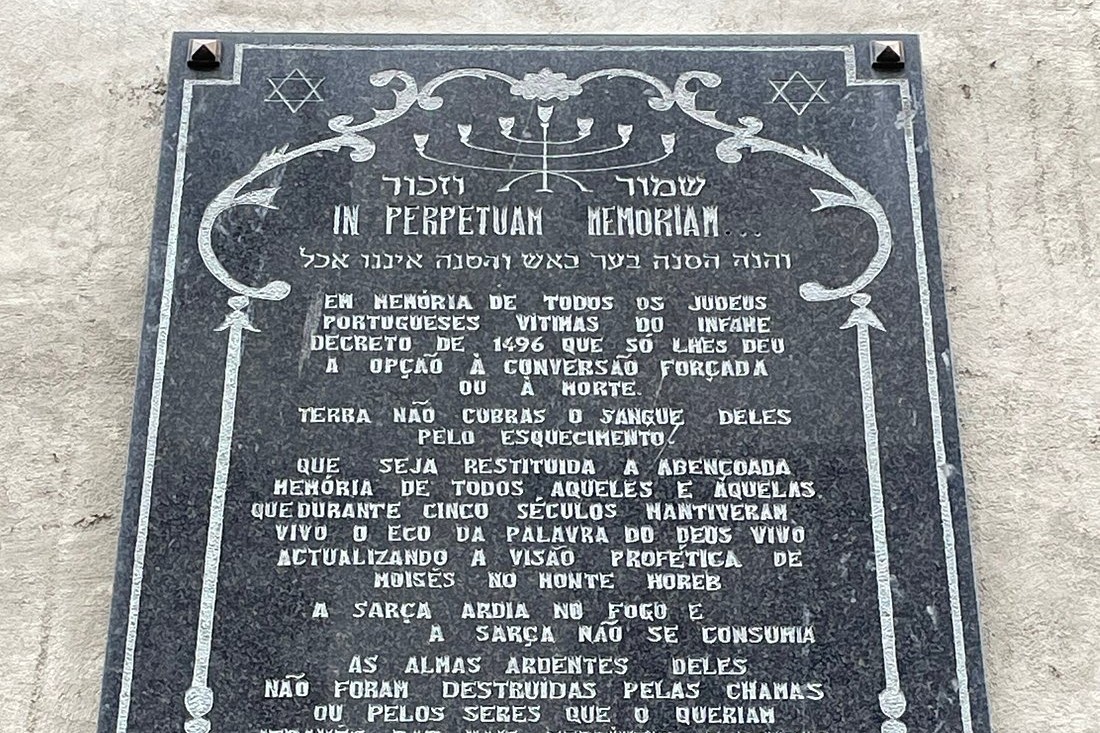 שמור וזכור
IN PERPETUAM MEMORIAM...
והנה הסנה בער באש והסנה איננו אכל
EM MEMÓRIA DE TODOS OS JUDEUS
PORTUGUESES VITIMAS DO INFAME
DECRETO DE 1496 QUE SÓ LHES DEU
A OPÇAÕ À CONVERSÃO FORÇADA
OU À MORTE.
TERRA NÃO CUBRAS O SANGUE DELES
PELO ESQUECIMENTO!
QUE SEJA RESTITUIDA A ABENÇOADA
MEMÓRIA DE TODOS AQUELES E ÁQUELAS
QUE DURANTE CINCO SÉCULOS MANTIVERAM
VIVO O ECO DA PALAVRA DO DEUS VIVO
ACTUALIZANDO A VISÃO PROFÉTICA DE
MOISÉS NO MONTE HOREB
A SARÇA ARDIA NO FOGO E
A SARÇA NÃO SE CONSUMIA
AS ALMAS ARDENTES DELES
NÃO FORAM DESTRUIDAS PELAS CHAMAS
OU PELOS SERES QUE O QUERIAM